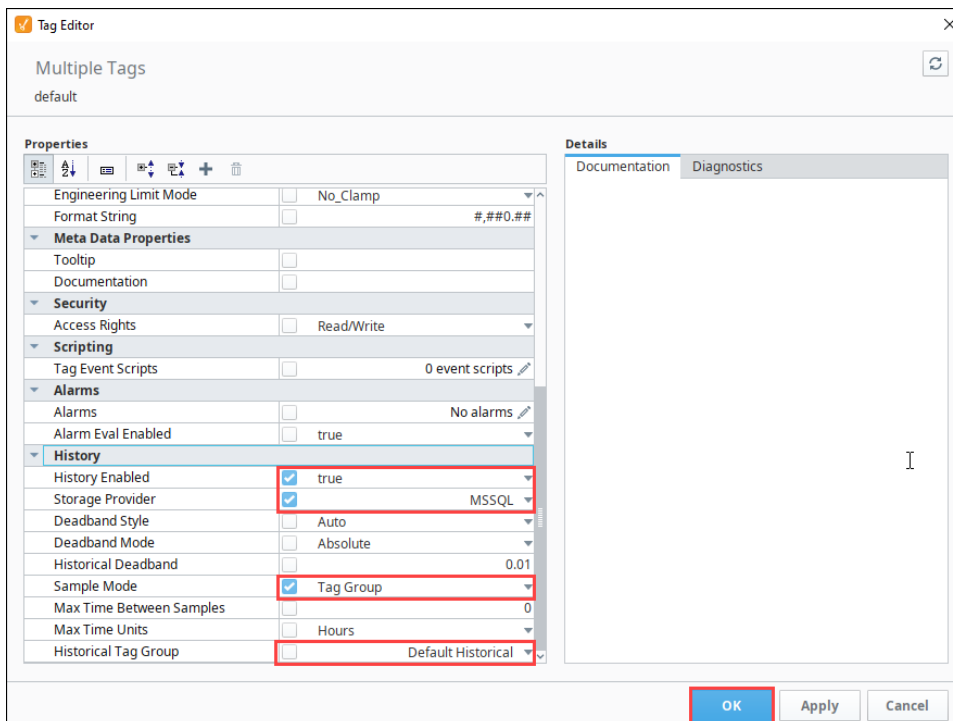 Tag Editor
Multiple Tags
default
Properties
Details
Documentation Diagnostics
Engineering Limit Mode No_Clamp
Format String #,##0.##
Meta Data Properties
Tooltip
Documentation
Security
Access Rights Read/Write
Scripting
Tag Event Scripts 0 event scripts
Alarms
Alarms No alarms
Alarm Eval Enabled true
History
History Enabled true
Storage Provider MSSQL
Deadband Style Auto
Deadband Mode Absolute
Historical Deadband 0.01
Sample Mode Tag Group
Max Time Between Samples 0
Max Time Units Hours
Historical Tag Group Default Historical
OK Apply Cancel